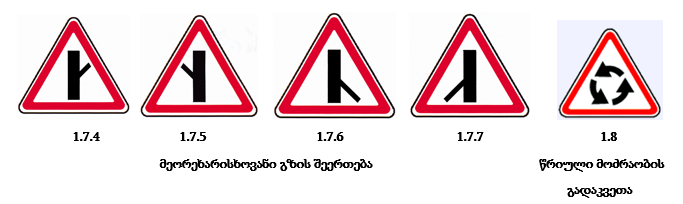 1.7.4 1.7.5 1.7.6 1.7.7 1.8
მეორეხარისხოვანი გზის შეერთება წრიული მოძრაობის
გადაკვეთა